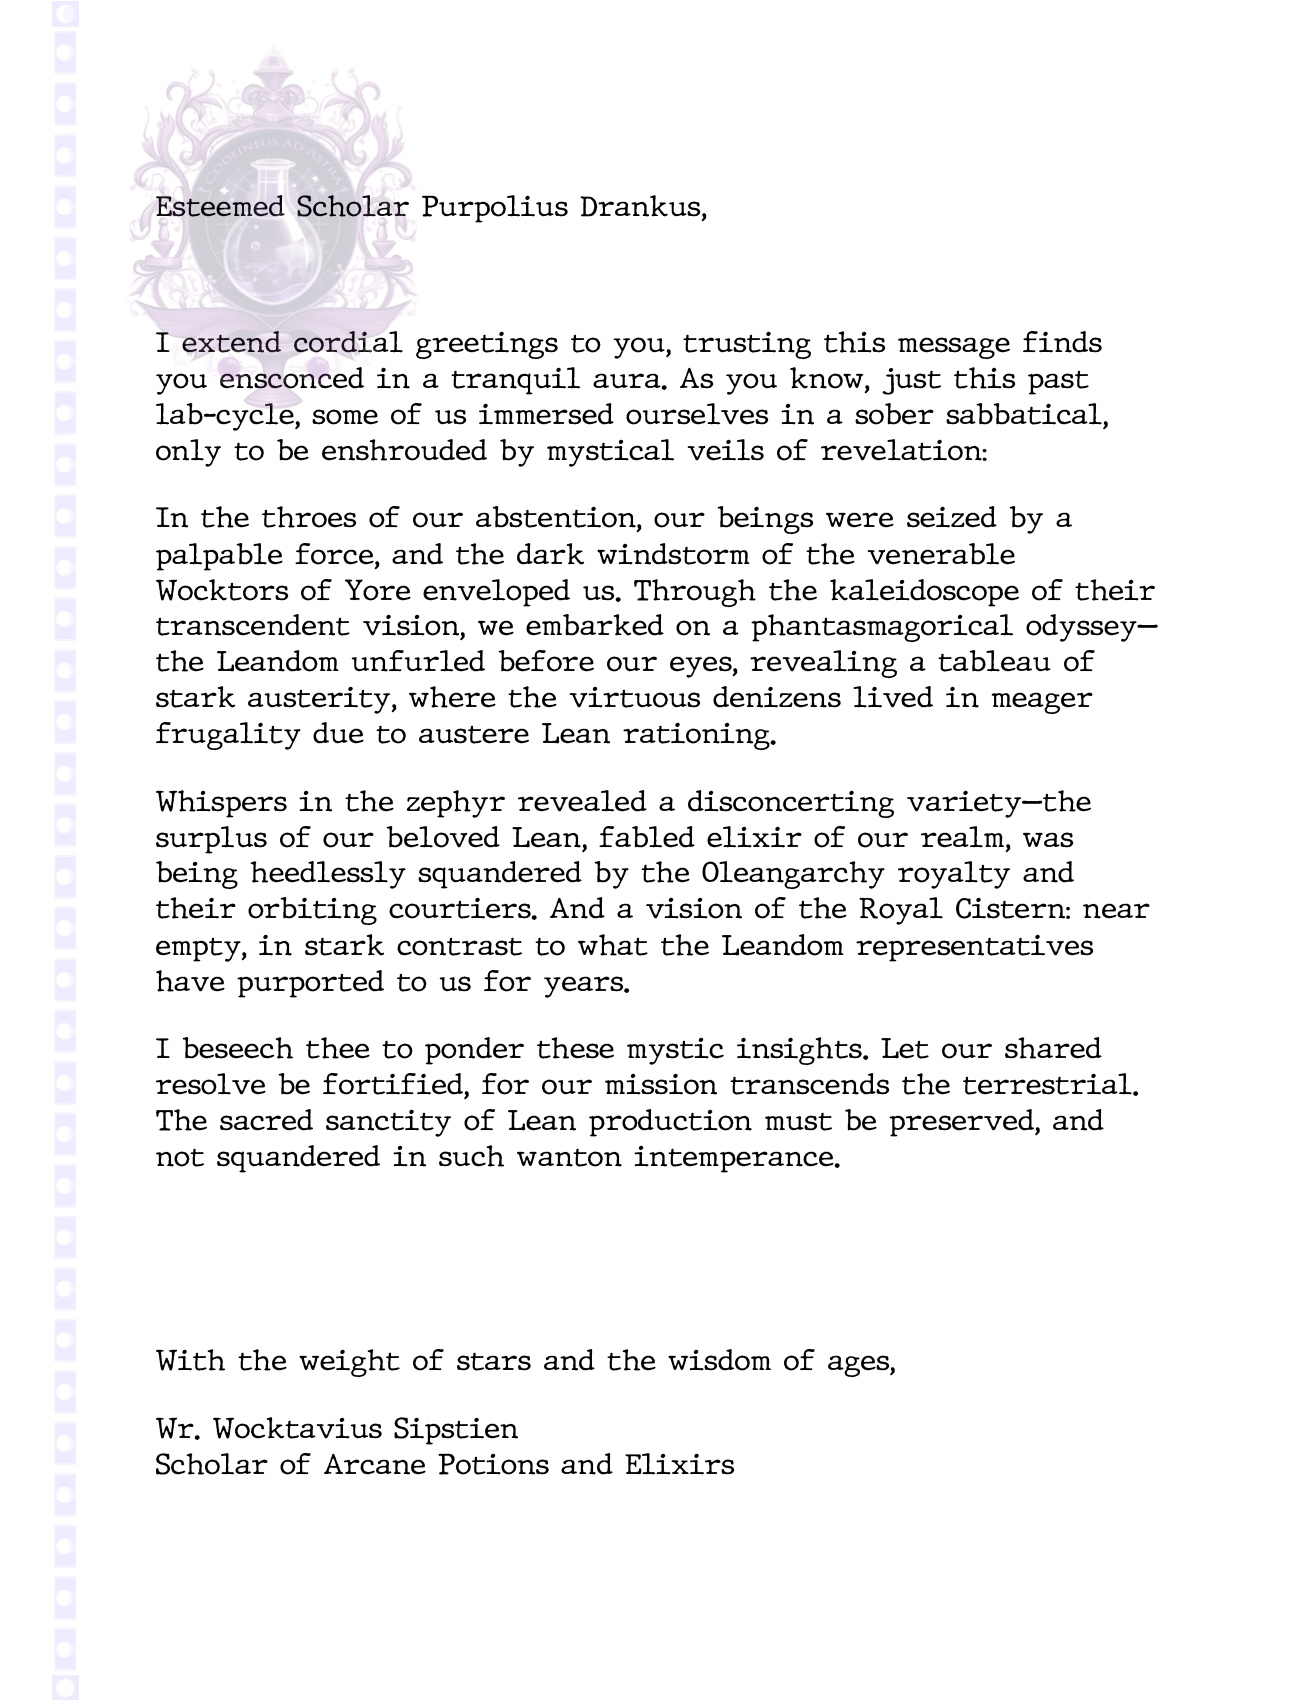 CODEINEUS AD ASTRA
Esteemed Scholar Purpolius Drankus,
I extend cordial greetings to you, trusting this message finds
you ensconced in a tranquil aura. As you know, just this past
lab-cycle, some of us immersed ourselves in a sober sabbatical,
only to be enshrouded by mystical veils of revelation:
In the throes of our abstention, our beings were seized by a
palpable force, and the dark windstorm of the venerable
Wocktors of Yore enveloped us. Through the kaleidoscope of their
transcendent vision, we embarked on a phantasmagorical odyssey—
the Leandom unfurled before our eyes, revealing a tableau of
stark austerity, where the virtuous denizens lived in meager
frugality due to austere Lean rationing.
Whispers in the zephyr revealed a disconcerting variety—the
surplus of our beloved Lean, fabled elixir of our realm, was
being heedlessly squandered by the Oleangarchy royalty and
their orbiting courtiers. And a vision of the Royal Cistern: near
empty, in stark contrast to what the Leandom representatives
have purported to us for years.
I beseech thee to ponder these mystic insights. Let our shared
resolve be fortified, for our mission transcends the terrestrial.
The sacred sanctity of Lean production must be preserved, and
not squandered in such wanton intemperance.
With the weight of stars and the wisdom of ages,
Wr. Wocktavius Sipstien
Scholar of Arcane Potions and Elixirs